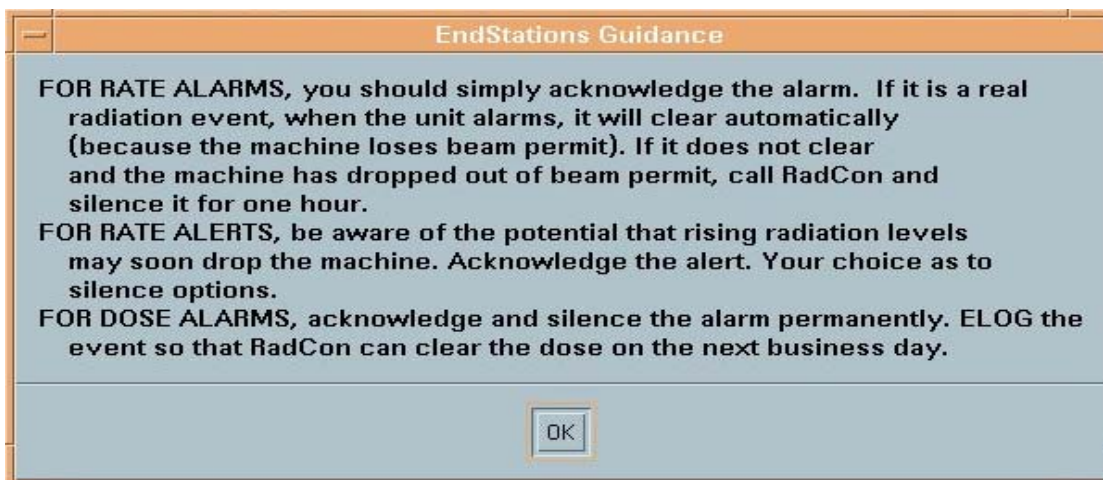 EndStations Guidance
FOR RATE ALARMS, you should simply acknowledge the alarm. If it is a real
radiation event, when the unit alarms, it will clear automatically
(because the machine loses beam permit). If it does not clear
and the machine has dropped out of beam permit, call RadCon and
silence it for one hour.
FOR RATE ALERTS, be aware of the potential that rising radiation levels
may soon drop the machine. Acknowledge the alert. Your choice as to
silence options.
FOR DOSE ALARMS, acknowledge and silence the alarm permanently. ELOG the
event so that RadCon can clear the dose on the next business day.
OK